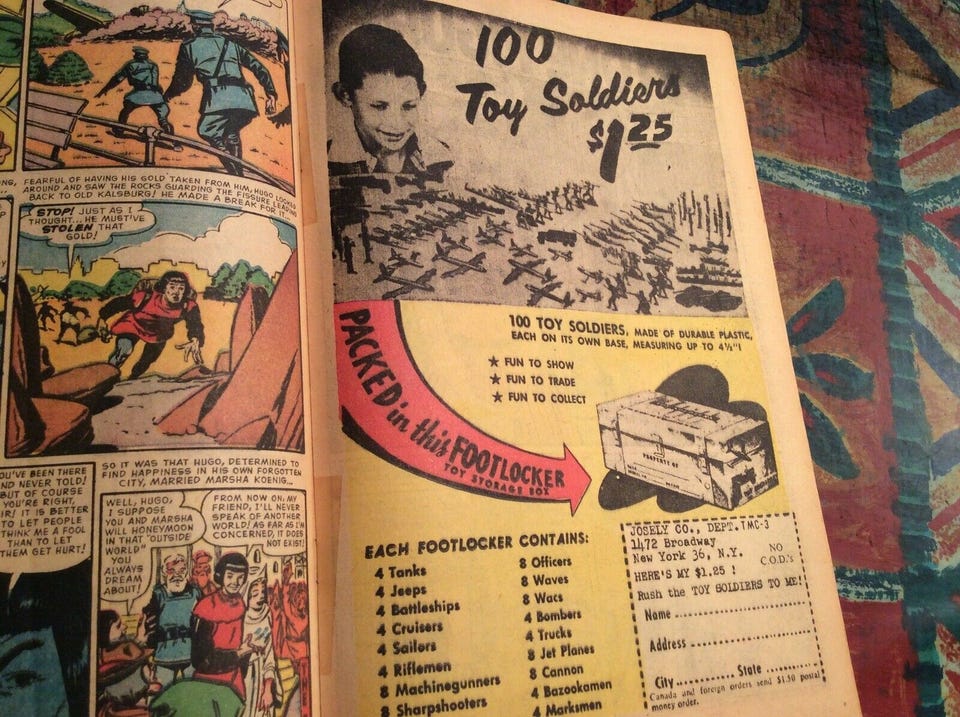 FEARFUL OF HAVING HIS GOLD TAKEN FROM HIM, HUGO LOOKED
AROUND AND SAW THE ROCKS GUARDING THE FISSURE LEADING
BACK TO OLD KALSBURG! HE MADE A BREAK FOR IT...
STOP! JUST AS I
THOUGHT... HE MUST'VE
STOLEN THAT
GOLD!
YOU'VE BEEN THERE
AND NEVER TOLD!
BUT OF COURSE
YOU'RE RIGHT,
SIR! IT IS BETTER
TO LET PEOPLE
THINK ME A FOOL
THAN TO LET
THEM GET HURT!
SO IT WAS THAT HUGO, DETERMINED TO
FIND HAPPINESS IN HIS OWN FORGOTTEN
CITY, MARRIED MARSHA KOENIG...
WELL, HUGO,
I SUPPOSE
YOU AND MARSHA
WILL HONEYMOON
IN THAT "OUTSIDE
WORLD"
YOU
ALWAYS
DREAM
ABOUT!
FROM NOW ON, MY
FRIEND, I'LL NEVER
SPEAK OF ANOTHER
WORLD! AS FAR AS I'M
CONCERNED, IT DOES
NOT EXIST!
100
Toy Soldiers
$1.25
100 TOY SOLDIERS, MADE OF DURABLE PLASTIC,
EACH ON ITS OWN BASE, MEASURING UP TO 4½"!
★ FUN TO SHOW
★ FUN TO TRADE
★ FUN TO COLLECT
PACKED in this FOOTLOCKER
TOY STORAGE BOX
PROPERTY OF
EACH FOOTLOCKER CONTAINS:
4 Tanks
4 Jeeps
4 Battleships
4 Cruisers
4 Sailors
4 Riflemen
8 Machinegunners
8 Sharpshooters
8 Officers
8 Waves
8 Wacs
4 Bombers
4 Trucks
8 Jet Planes
8 Cannon
4 Bazookamen
4 Marksmen
JOSELY CO., DEPT. TMC-3
1472 Broadway
New York 36, N.Y.
NO
C.O.D.'s
HERE'S MY $1.25 !
Rush the TOY SOLDIERS TO ME!
Name
Address
City State
Canada and foreign orders send $1.50 postal
money order.